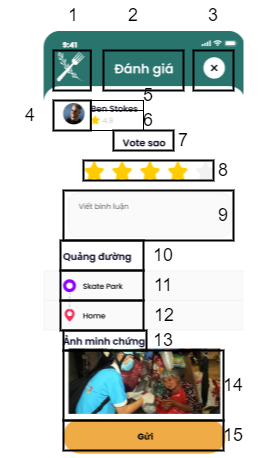 1 2 3
9:41
Đánh giá
5
4 Ben Stokes
4.9 6
Vote sao 7
8
Viết bình luận 9
Quảng đường 10
Skate Park 11
Home 12
Ảnh minh chứng 13
14
Gửi 15